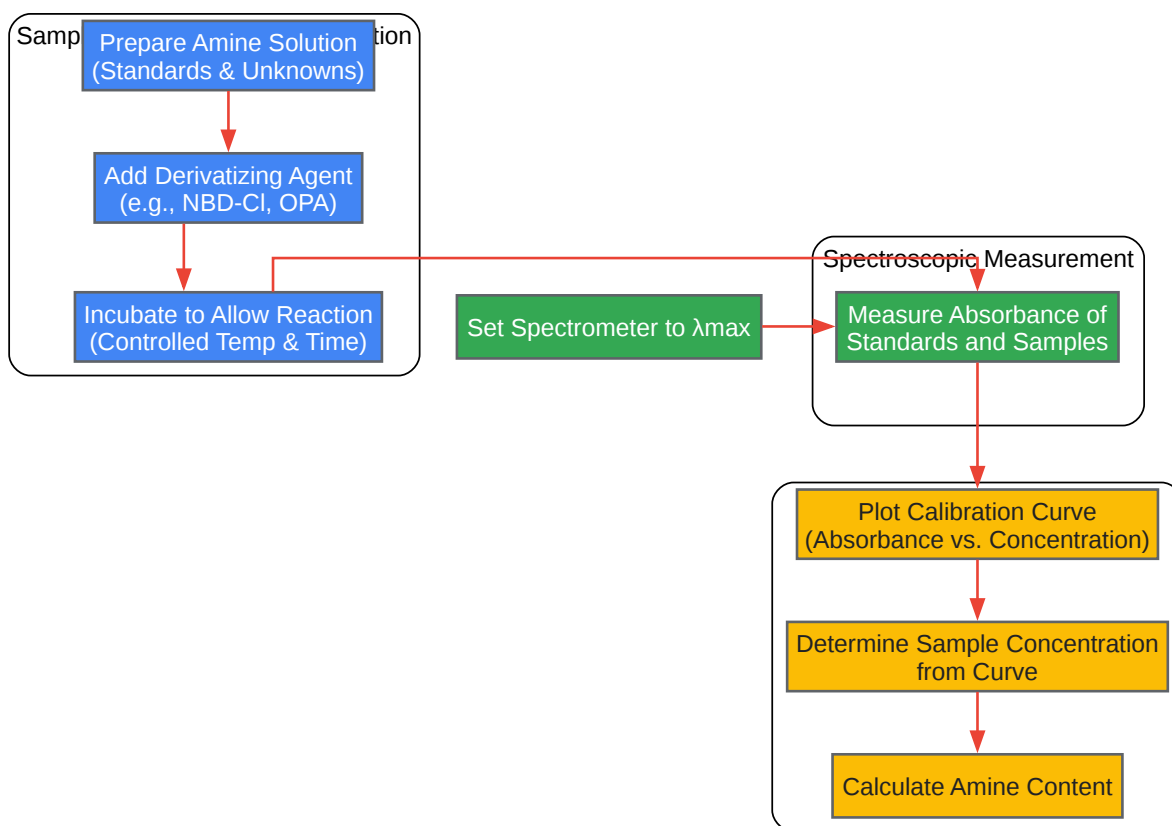 Prepare Amine Solution
(Standards & Unknowns)
Add Derivatizing Agent
(e.g., NBD-Cl, OPA)
Incubate to Allow Reaction
(Controlled Temp & Time)
Set Spectrometer to λmax
Spectroscopic Measurement
Measure Absorbance of
Standards and Samples
Plot Calibration Curve
(Absorbance vs. Concentration)
Determine Sample Concentration
from Curve
Calculate Amine Content